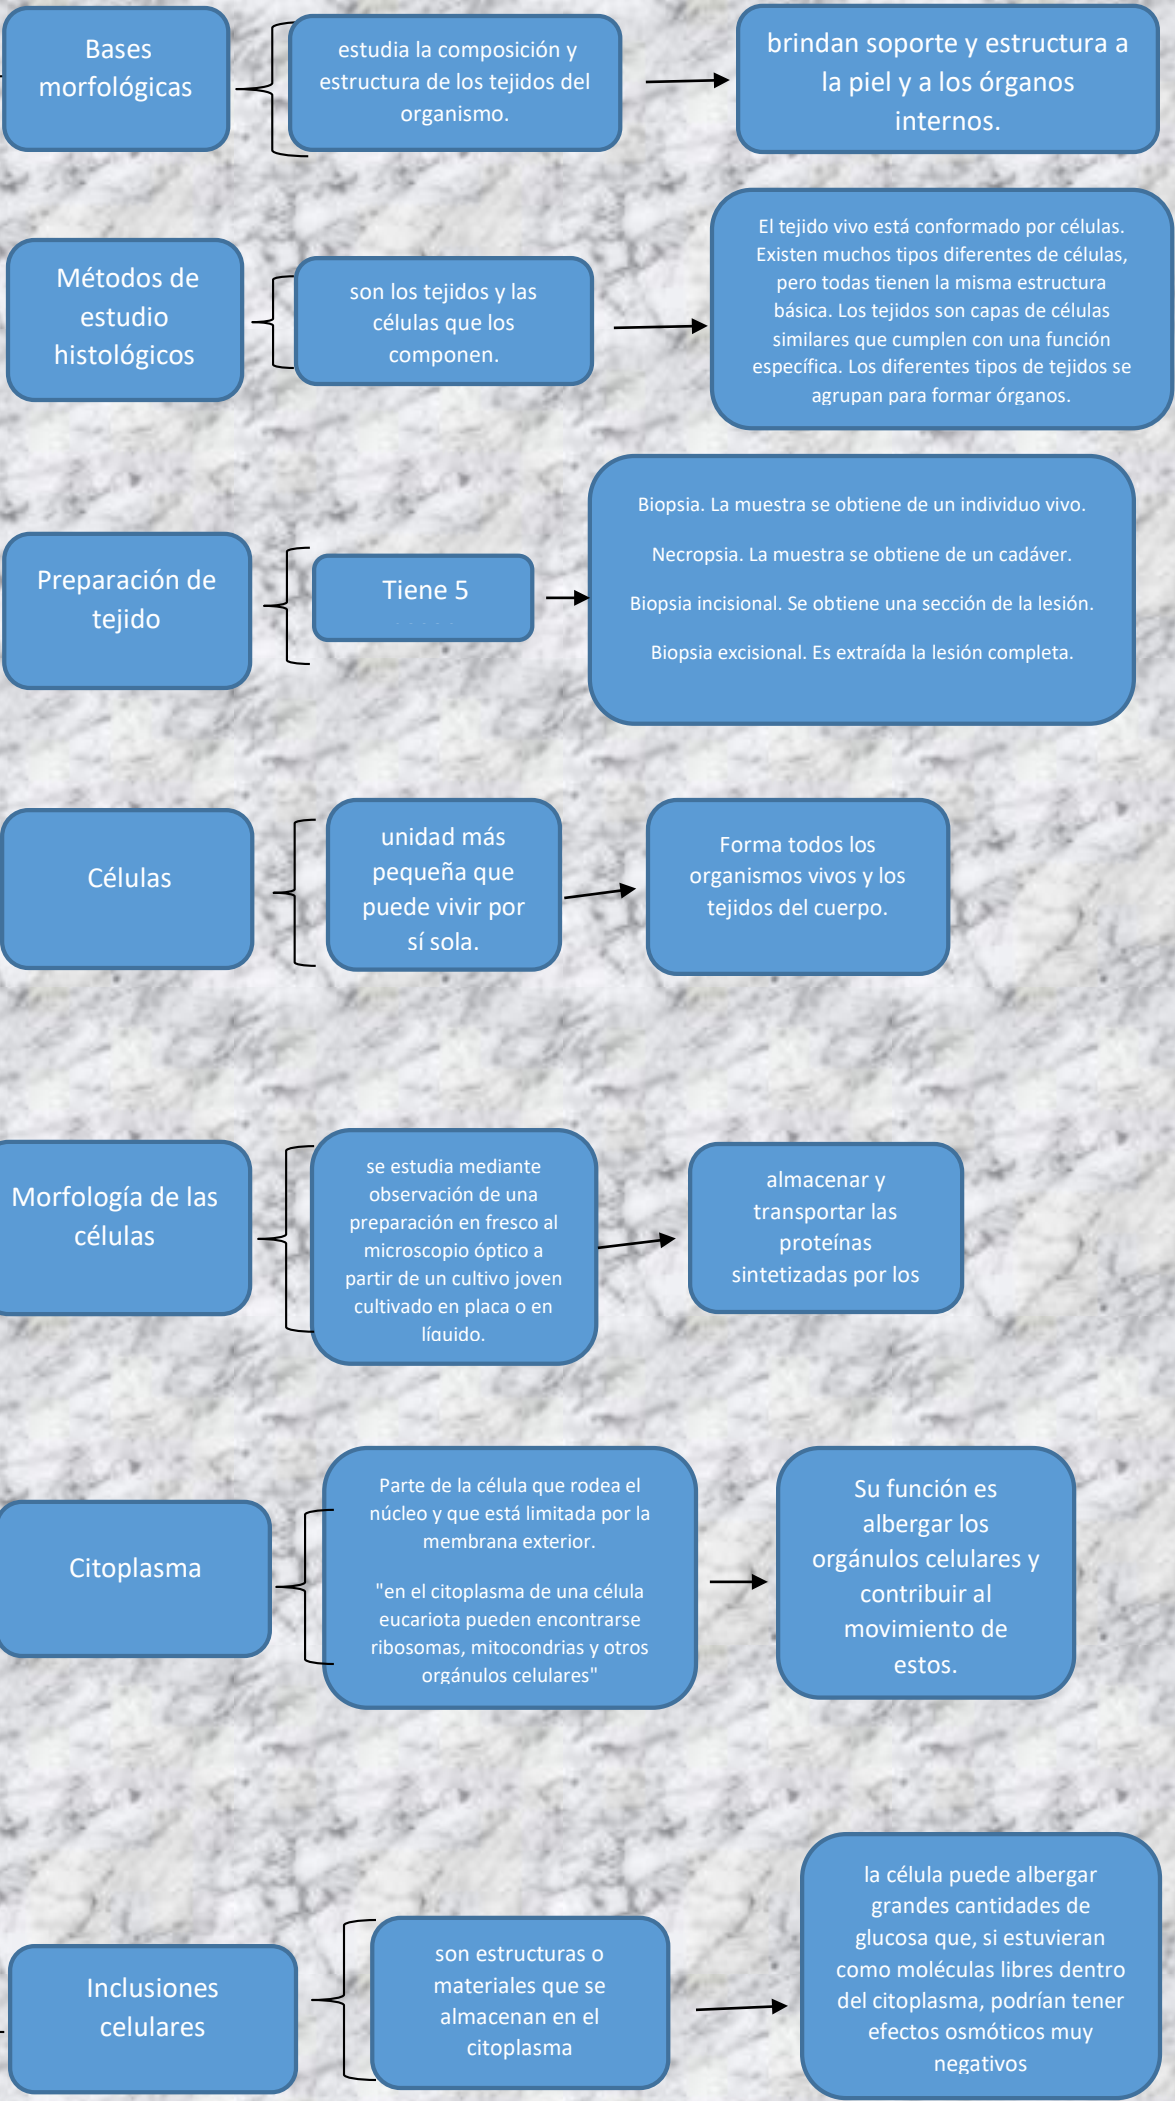 Bases
morfológicas
estudia la composición y
estructura de los tejidos del
organismo.
brindan soporte y estructura a
la piel y a los órganos
internos.
Métodos de
estudio
histológicos
son los tejidos y las
células que los
componen.
El tejido vivo está conformado por células.
Existen muchos tipos diferentes de células,
pero todas tienen la misma estructura
básica. Los tejidos son capas de células
similares que cumplen con una función
específica. Los diferentes tipos de tejidos se
agrupan para formar órganos.
Preparación de
tejido
Tiene 5
Biopsia. La muestra se obtiene de un individuo vivo.
Necropsia. La muestra se obtiene de un cadáver.
Biopsia incisional. Se obtiene una sección de la lesión.
Biopsia excisional. Es extraída la lesión completa.
Células
unidad más
pequeña que
puede vivir por
sí sola.
Forma todos los
organismos vivos y los
tejidos del cuerpo.
Morfología de las
células
se estudia mediante
observación de una
preparación en fresco al
microscopio óptico a
partir de un cultivo joven
cultivado en placa o en
líquido.
almacenar y
transportar las
proteínas
sintetizadas por los
Citoplasma
Parte de la célula que rodea el
núcleo y que está limitada por la
membrana exterior.
"en el citoplasma de una célula
eucariota pueden encontrarse
ribosomas, mitocondrias y otros
orgánulos celulares"
Su función es
albergar los
orgánulos celulares y
contribuir al
movimiento de
estos.
Inclusiones
celulares
son estructuras o
materiales que se
almacenan en el
citoplasma
la célula puede albergar
grandes cantidades de
glucosa que, si estuvieran
como moléculas libres dentro
del citoplasma, podrían tener
efectos osmóticos muy
negativos